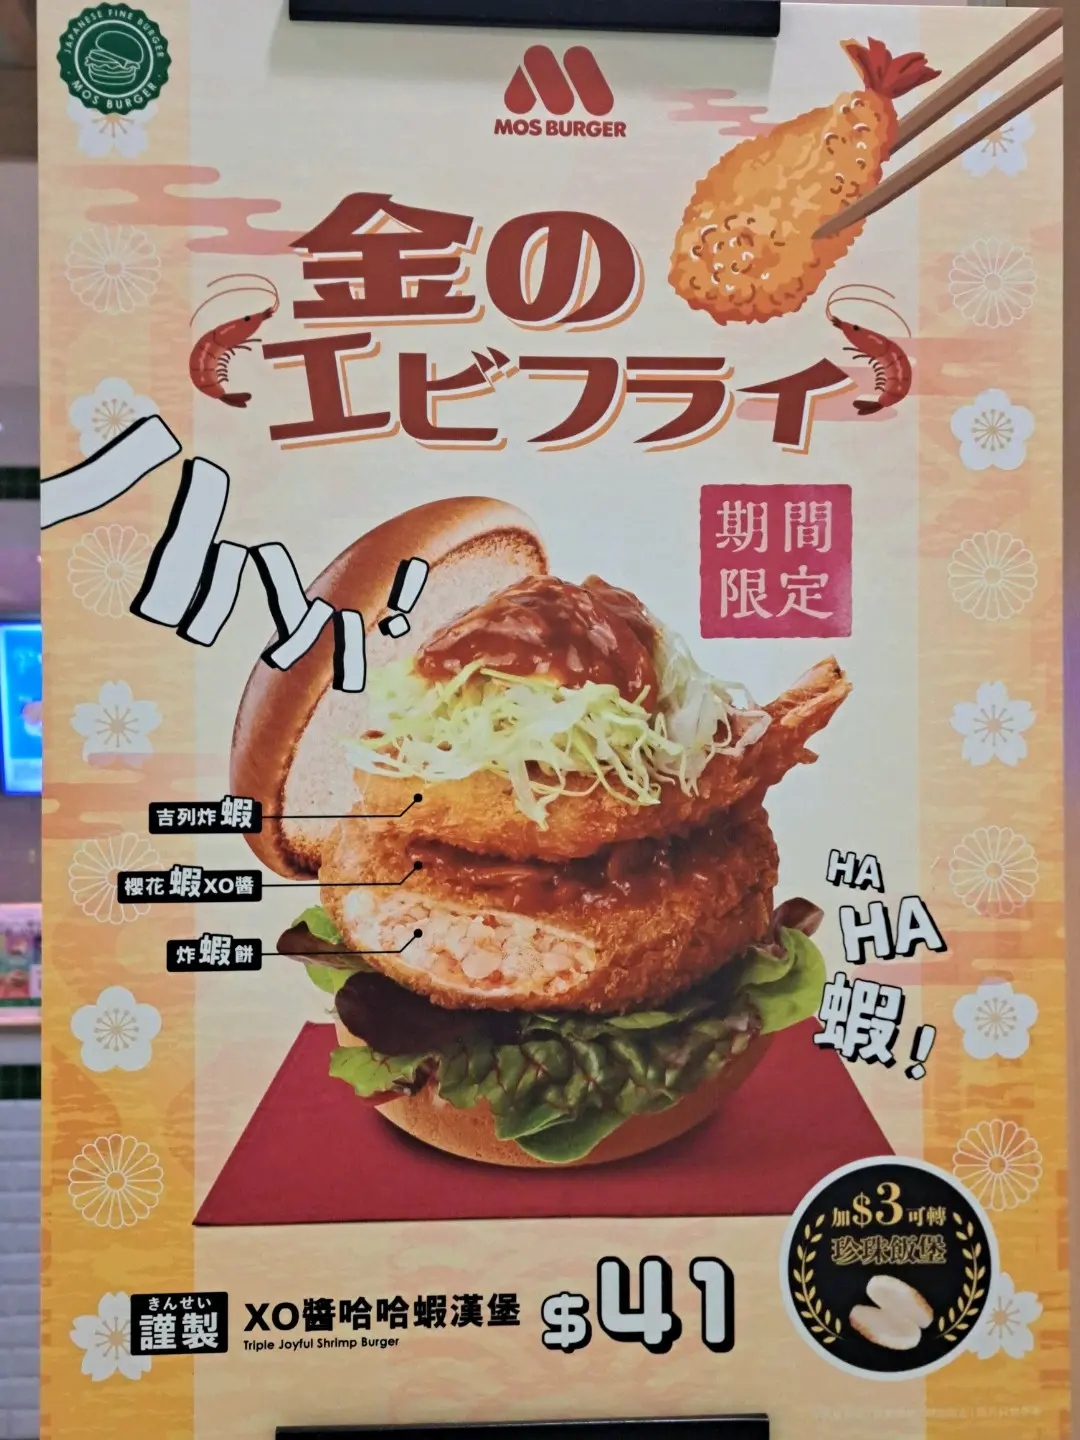 JAPANESE FINE BURGER
MOS BURGER
MOS BURGER
金の
エビフライ
期間
限定
吉列炸蝦
櫻花蝦XO醬
炸蝦餅
HA
HA
蝦!
加$3可轉
珍珠飯堡
きんせい
謹製
XO醬哈哈蝦漢堡
Triple Joyful Shrimp Burger
$41